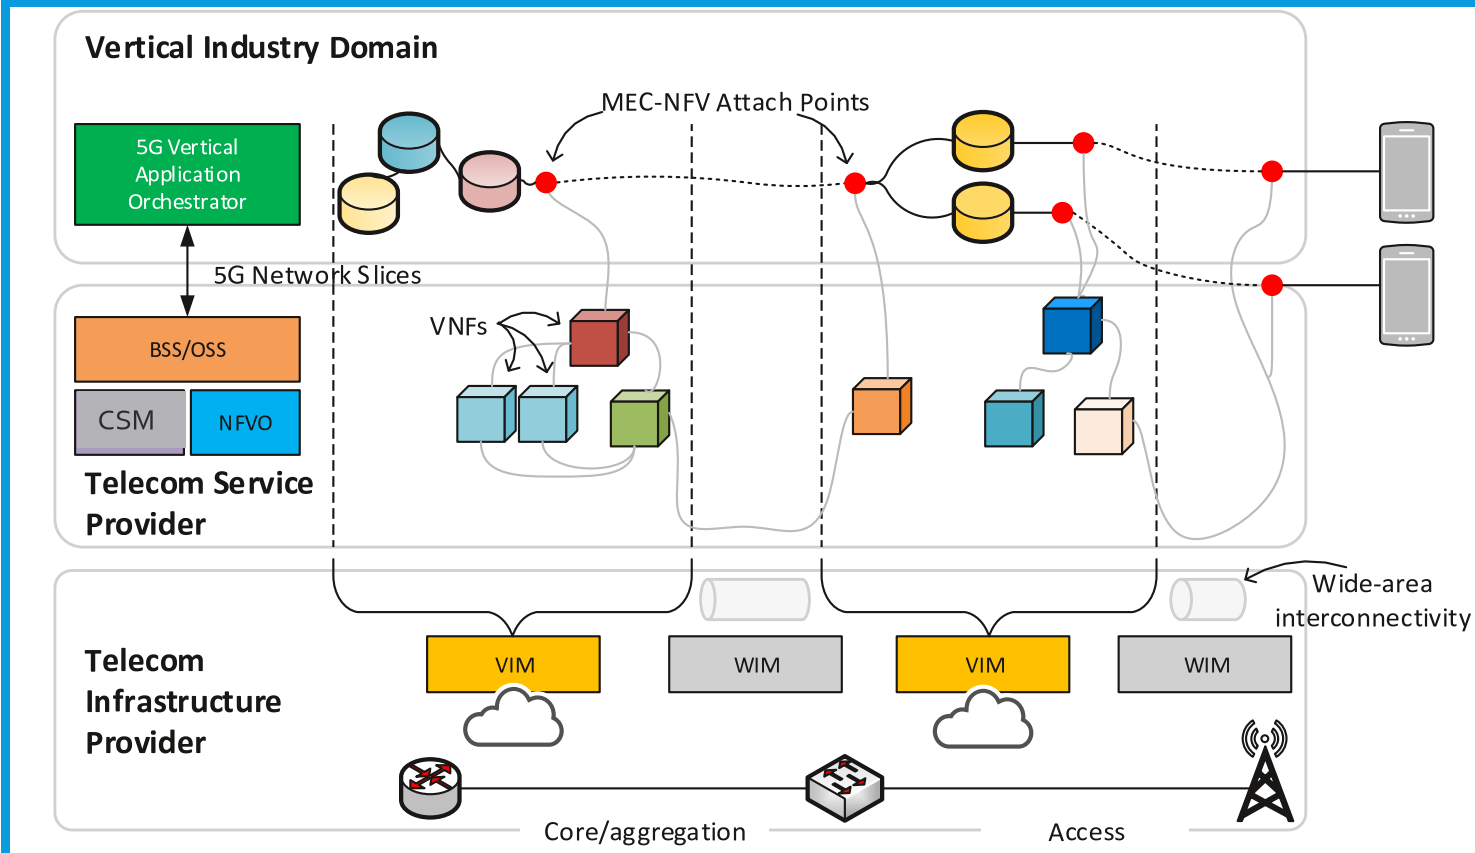 Vertical Industry Domain
MEC-NFV Attach Points
5G Vertical
Application
Orchestrator
5G Network Slices
VNFs
BSS/OSS
CSM
NFVO
Telecom Service
Provider
Wide-area
interconnectivity
Telecom
Infrastructure
Provider
VIM
WIM
VIM
WIM
Core/aggregation
Access